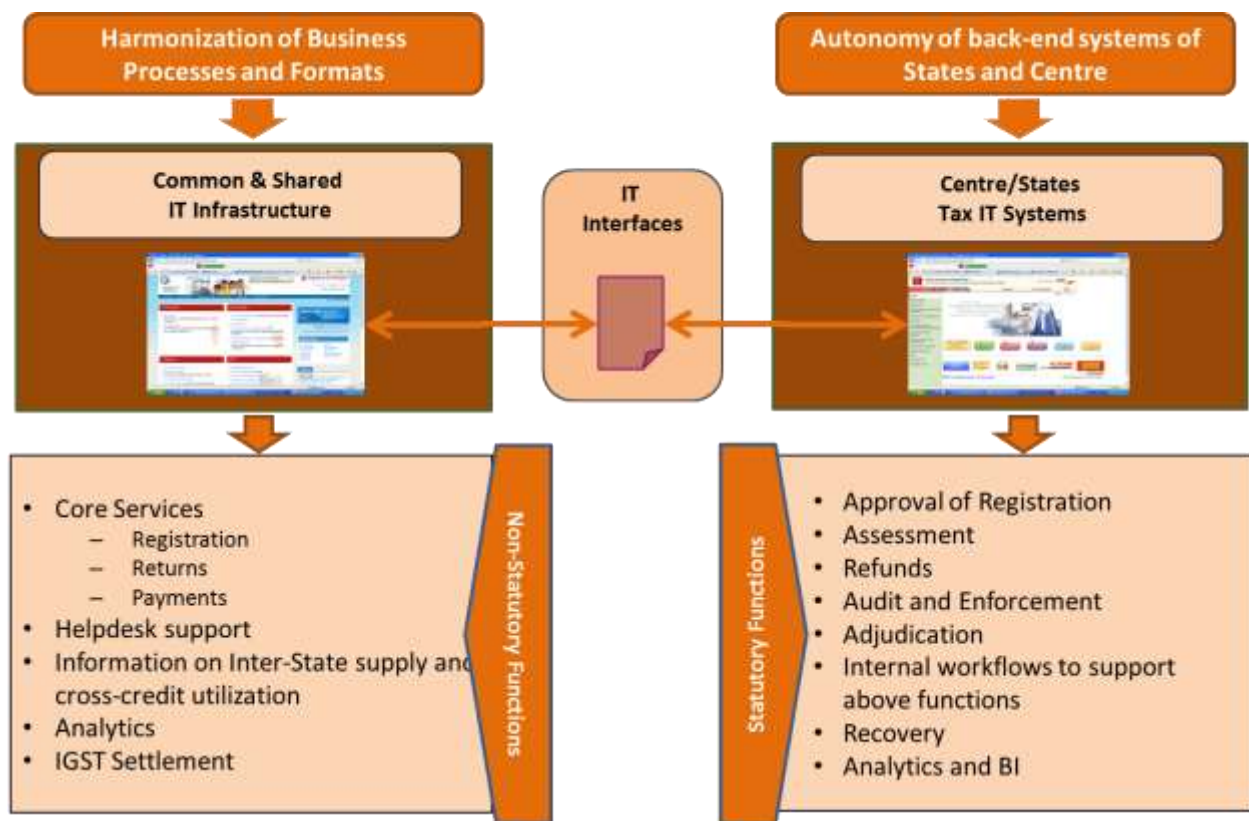 Harmonization of Business
Processes and Formats
Autonomy of back-end systems of
States and Centre
Common & Shared
IT Infrastructure
IT
Interfaces
Centre/States
Tax IT Systems
• Core Services
– Registration
– Returns
– Payments
• Helpdesk support
• Information on Inter-State supply and
cross-credit utilization
• Analytics
• IGST Settlement
Non-Statutory Functions
Statutory Functions
• Approval of Registration
• Assessment
• Refunds
• Audit and Enforcement
• Adjudication
• Internal workflows to support
above functions
• Recovery
• Analytics and BI